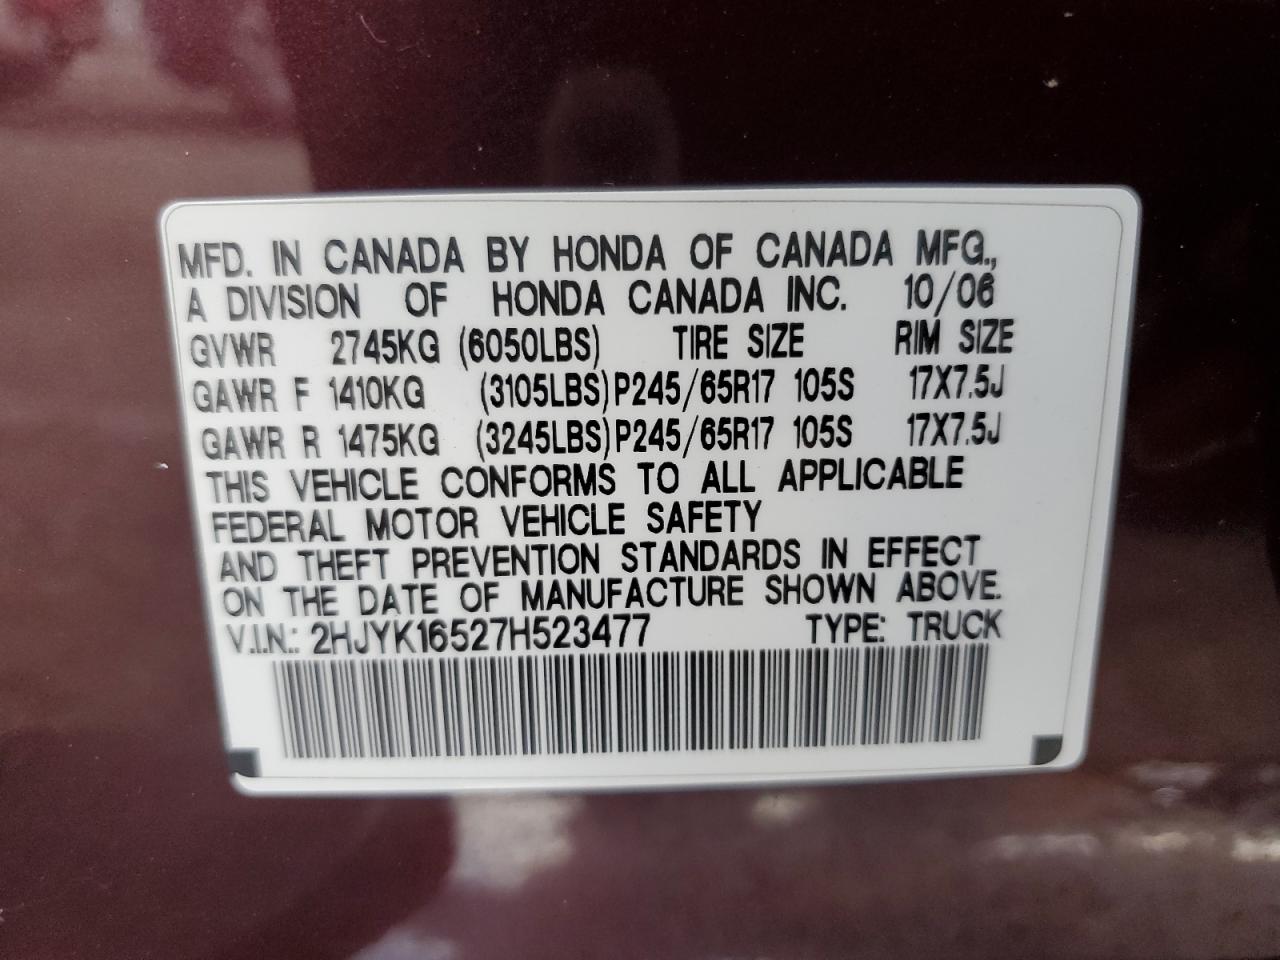 MFD. IN CANADA BY HONDA OF CANADA MFG.,
A DIVISION OF HONDA CANADA INC. 10/06
GVWR 2745KG (6050LBS) TIRE SIZE RIM SIZE
GAWR F 1410KG (3105LBS) P245/65R17 105S 17X7.5J
GAWR R 1475KG (3245LBS) P245/65R17 105S 17X7.5J
THIS VEHICLE CONFORMS TO ALL APPLICABLE
FEDERAL MOTOR VEHICLE SAFETY
AND THEFT PREVENTION STANDARDS IN EFFECT
ON THE DATE OF MANUFACTURE SHOWN ABOVE.
V.I.N.: 2HJYK16527H523477 TYPE: TRUCK